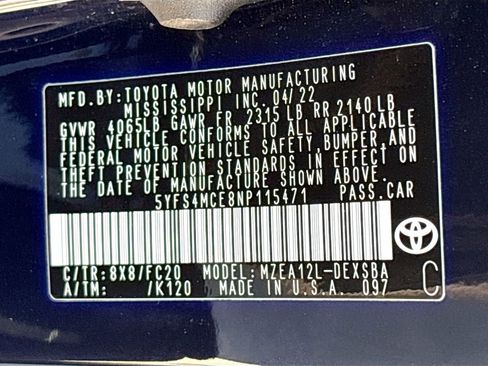 MFD.BY:TOYOTA MOTOR MANUFACTURING
MISSISSIPPI INC. 04/22
GVWR 4065LB GAWR FR 2315 LB RR 2140 LB
THIS VEHICLE CONFORMS TO ALL APPLICABLE
FEDERAL MOTOR VEHICLE SAFETY,BUMPER,AND
THEFT PREVENTION STANDARDS IN EFFECT ON
THE DATE OF MANUFACTURE SHOWN ABOVE.
5YFS4MCE8NP115471 PASS.CAR
C/TR:8X8/FC20 MODEL:MZEA12L-DEXSBA
A/TM: /K120 MADE IN U.S.A. 097 C